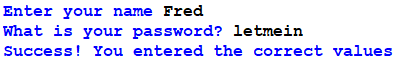 Enter your name Fred
What is your password? letmein
Success! You entered the correct values